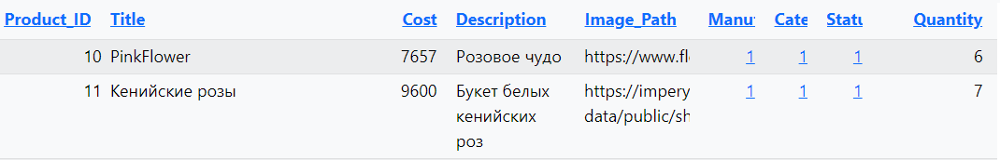 Product_ID Title Cost Description Image_Path Manu Cate Statu Quantity
10 PinkFlower 7657 Розовое чудо https://www.fl 1 1 1 6
11 Кенийские розы 9600 Букет белых https://impery 1 1 1 7
кенийских data/public/sh
роз